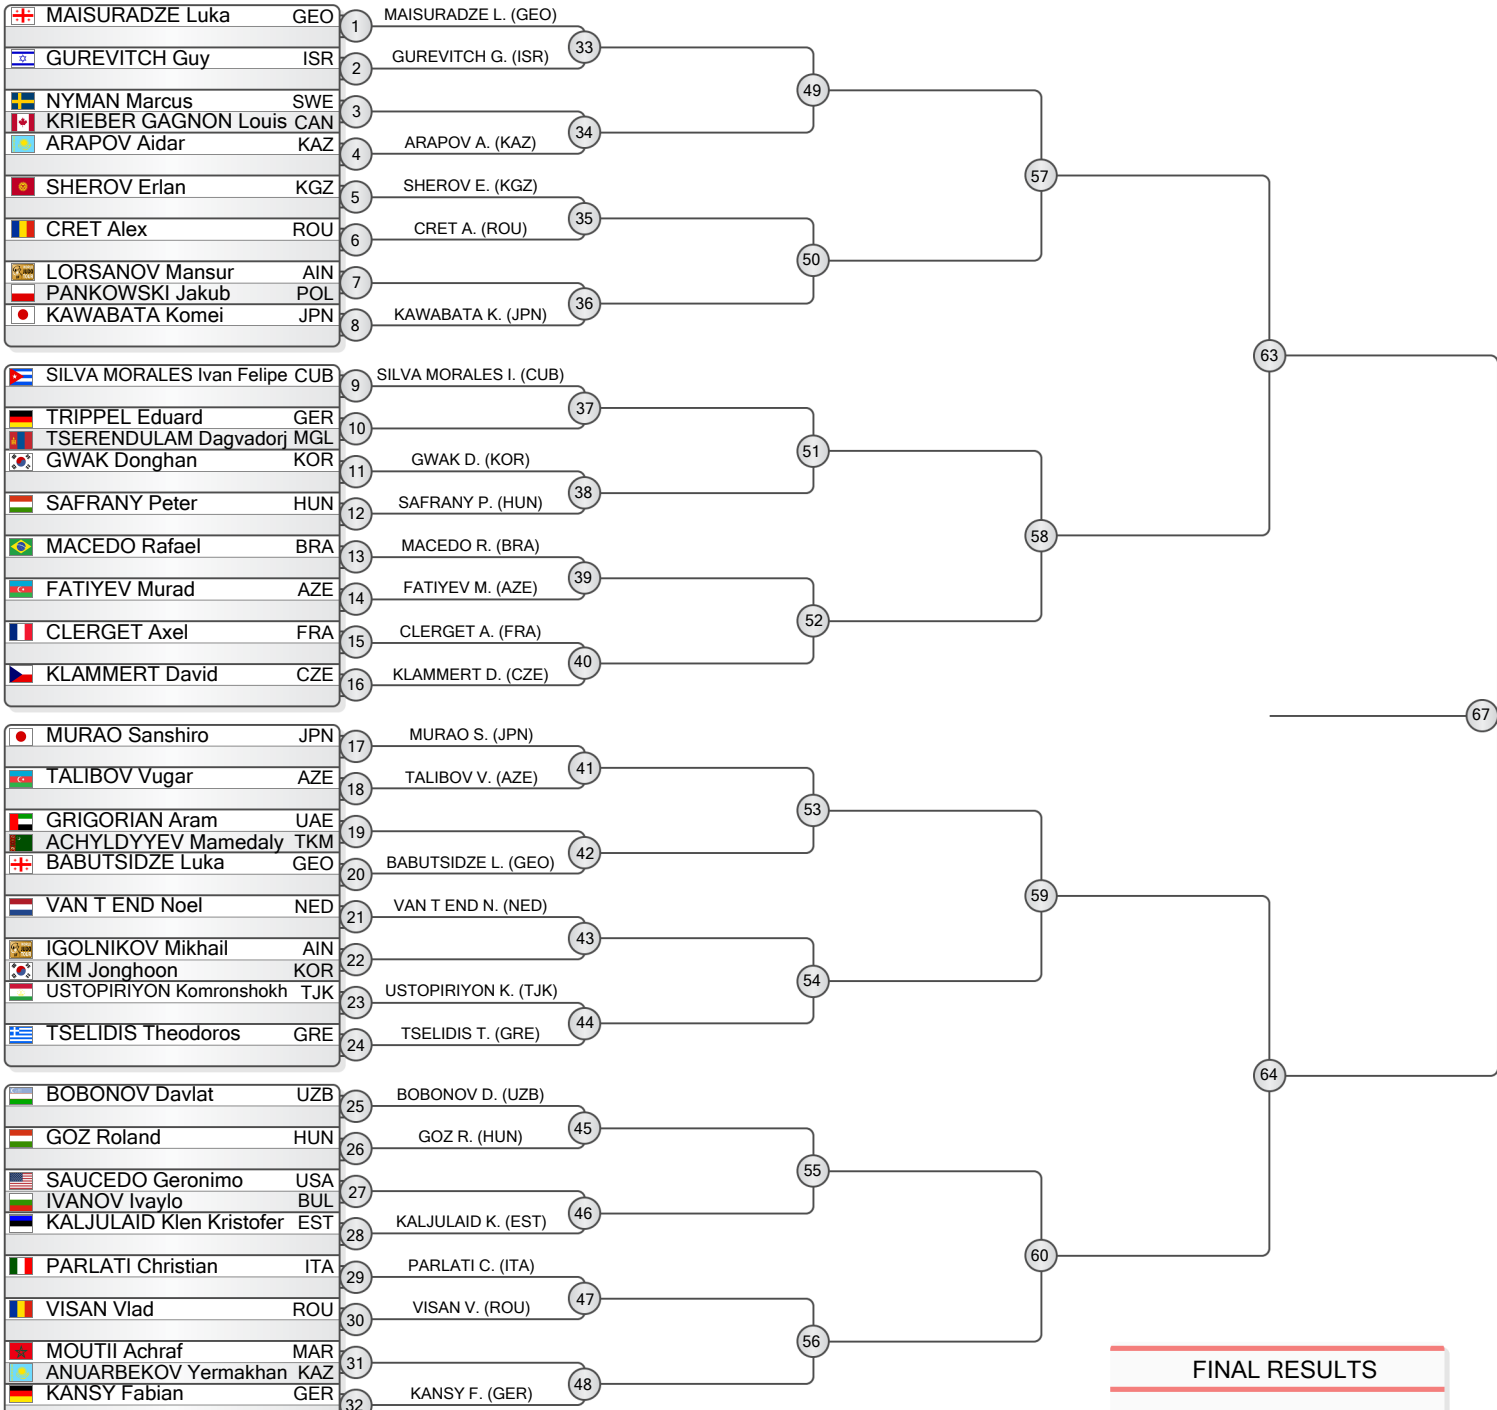 MAISURADZE Luka GEO 1 MAISURADZE L. (GEO)
33
GUREVITCH Guy ISR 2 GUREVITCH G. (ISR)
49
NYMAN Marcus SWE 3
KRIEBER GAGNON Louis CAN
34
ARAPOV Aidar KAZ 4 ARAPOV A. (KAZ)
57
SHEROV Erlan KGZ 5 SHEROV E. (KGZ)
35
CRET Alex ROU 6 CRET A. (ROU)
50
LORSANOV Mansur AIN 7
PANKOWSKI Jakub POL
36
KAWABATA Komei JPN 8 KAWABATA K. (JPN)
63
SILVA MORALES Ivan Felipe CUB 9 SILVA MORALES I. (CUB)
37
TRIPPEL Eduard GER 10
TSERENDULAM Dagvadorj MGL
51
GWAK Donghan KOR 11 GWAK D. (KOR)
38
SAFRANY Peter HUN 12 SAFRANY P. (HUN)
58
MACEDO Rafael BRA 13 MACEDO R. (BRA)
39
FATIYEV Murad AZE 14 FATIYEV M. (AZE)
52
CLERGET Axel FRA 15 CLERGET A. (FRA)
40
KLAMMERT David CZE 16 KLAMMERT D. (CZE)
67
MURAO Sanshiro JPN 17 MURAO S. (JPN)
41
TALIBOV Vugar AZE 18 TALIBOV V. (AZE)
53
GRIGORIAN Aram UAE 19
ACHYLDYYEV Mamedaly TKM
42
BABUTSIDZE Luka GEO 20 BABUTSIDZE L. (GEO)
59
VAN T END Noel NED 21 VAN T END N. (NED)
43
IGOLNIKOV Mikhail AIN 22
KIM Jonghoon KOR
54
USTOPIRIYON Komronshokh TJK 23 USTOPIRIYON K. (TJK)
44
TSELIDIS Theodoros GRE 24 TSELIDIS T. (GRE)
64
BOBONOV Davlat UZB 25 BOBONOV D. (UZB)
45
GOZ Roland HUN 26 GOZ R. (HUN)
55
SAUCEDO Geronimo USA 27
IVANOV Ivaylo BUL
46
KALJULAID Klen Kristofer EST 28 KALJULAID K. (EST)
60
PARLATI Christian ITA 29 PARLATI C. (ITA)
47
VISAN Vlad ROU 30 VISAN V. (ROU)
56
MOUTII Achraf MAR 31
ANUARBEKOV Yermakhan KAZ
48
KANSY Fabian GER 32 KANSY F. (GER)
FINAL RESULTS